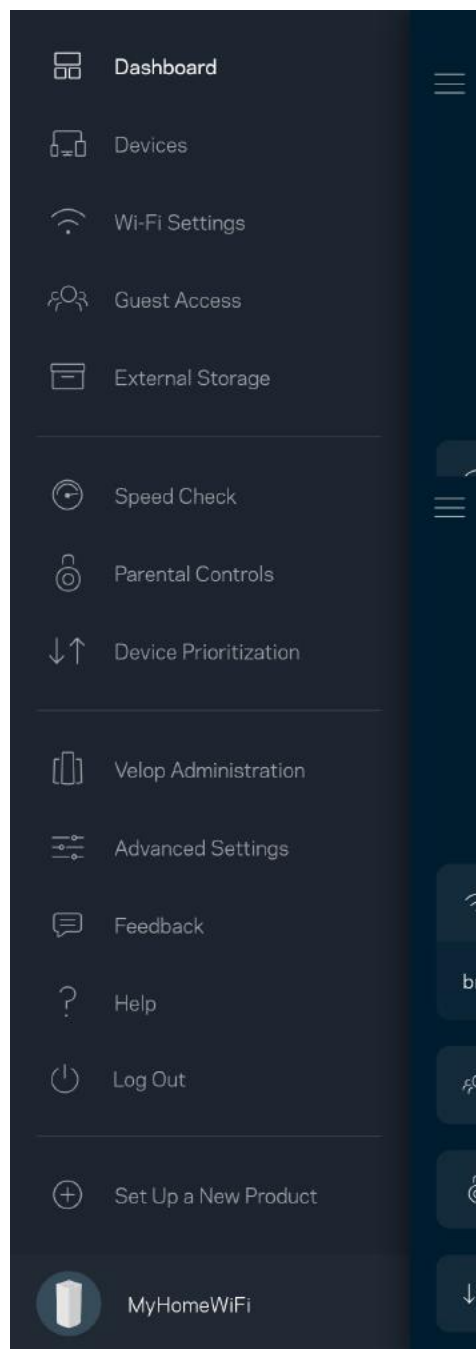 Dashboard
Devices
Wi-Fi Settings
Guest Access
External Storage
Speed Check
Parental Controls
Device Prioritization
Velop Administration
Advanced Settings
Feedback
Help
Log Out
Set Up a New Product
MyHomeWiFi